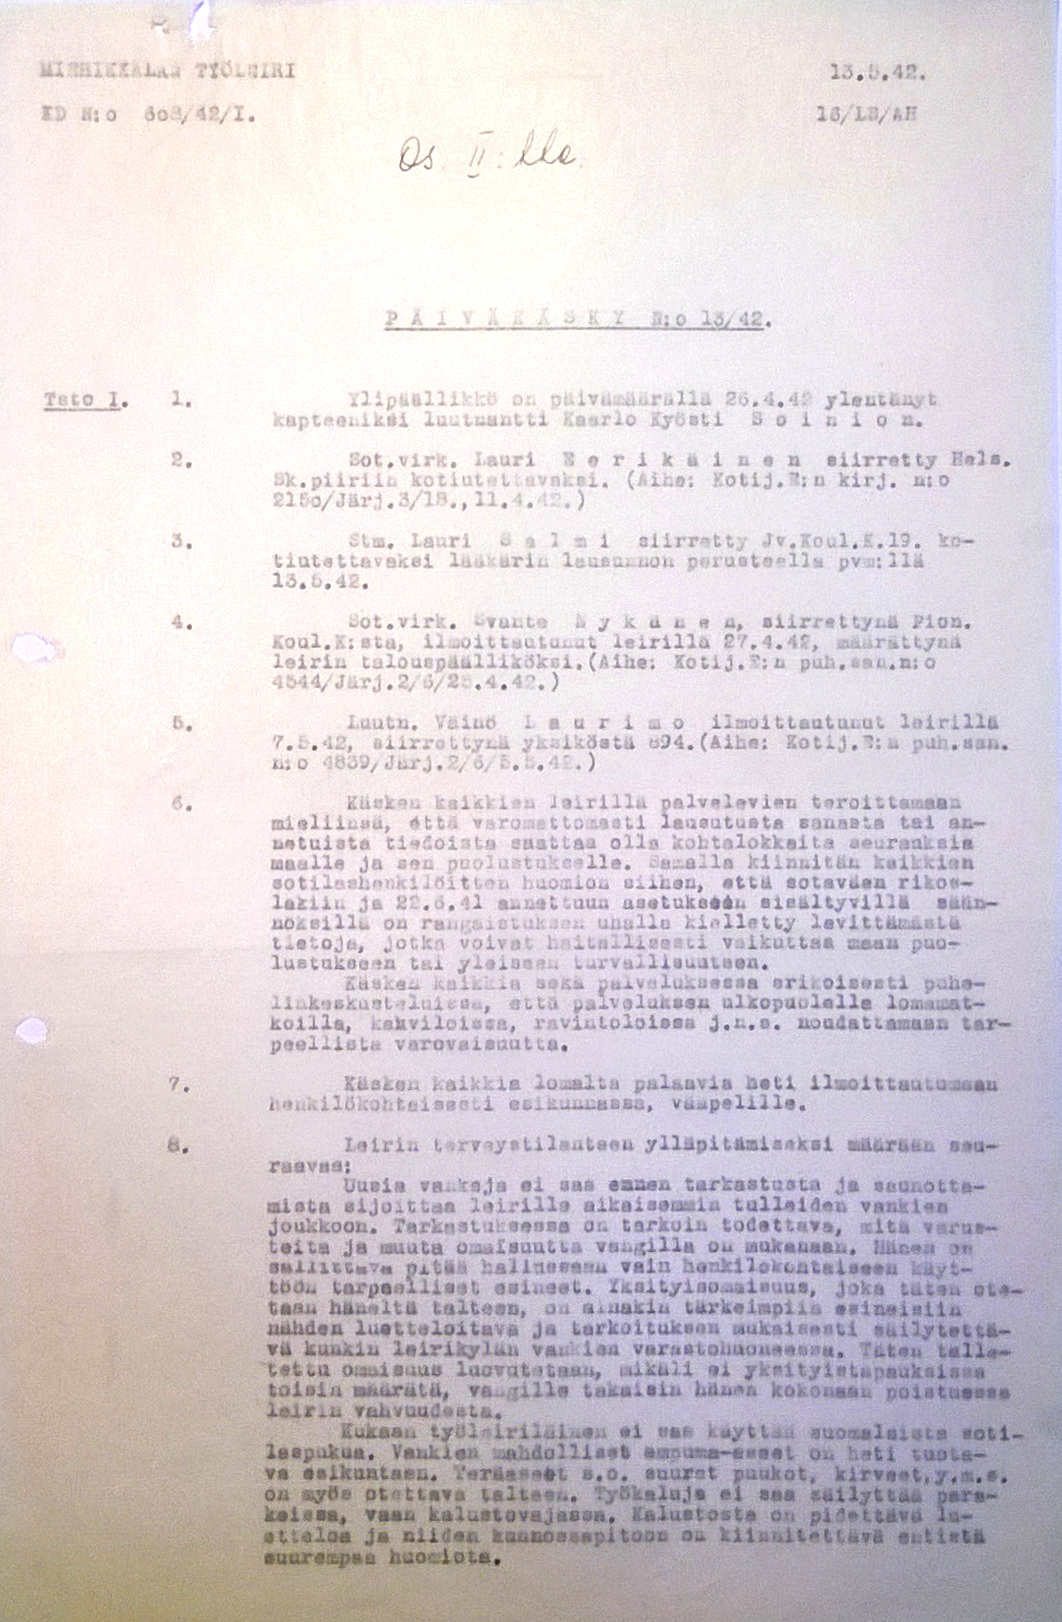 MIEHIKKÄLÄN TYÖLEIRI 13.5.42.
KD N:o 608/42/I. 16/LS/AH
Os. II:lla.
PÄIVÄKÄSKY N:o 13/42.
Tsto I. 1. Ylipäällikkö on päivämäärällä 26.4.42 ylentänyt
kapteeniksi luutnantti Kaarlo Kyösti Soinion.
2. Sot.virk. Lauri Eerikäinen siirretty Hels.
Sk.piiriin kotiutettavaksi. (Aihe: Kotij.E:n kirj. n:o
2150/Järj.3/18.,11.4.42.)
3. Stm. Lauri Salmi siirretty Jv.Koul.K.19. ko-
tiutettavaksi lääkärin lausunnon perusteella pvm:llä
13.5.42.
4. Sot.virk. Svante Nykänen, siirrettynä Pion.
Koul.K:sta, ilmoittautunut leirillä 27.4.42, määrättynä
leirin talouspäälliköksi.(Aihe: Kotij.E:n puh.san.n:o
4544/Järj.2/6/25.4.42.)
5. Luutn. Väinö Laurimo ilmoittautunut leirillä
7.5.42, siirrettynä yksiköstä 694.(Aihe: Kotij.E:n puh.san.
n:o 4839/Järj.2/6/5.5.42.)
6. Käsken kaikkien leirillä palvelevien teroittamaan
mieliinsä, että varomattomasti lausutusta sanasta tai an-
netuista tiedoista saattaa olla kohtalokkaita seurauksia
maalle ja sen puolustukselle. Samalla kiinnitän kaikkien
sotilashenkilöitten huomion siihen, että sotaväen rikos-
lakiin ja 22.6.41 annettuun asetukseen sisältyvillä sään-
nöksillä on rangaistuksen uhalla kielletty levittämästä
tietoja, jotka voivat haitallisesti vaikuttaa maan puo-
lustukseen tai yleiseen turvallisuuteen.
Käsken kaikkia sekä palveluksessa erikoisesti puhe-
linkeskusteluissa, että palveluksen ulkopuolella lomamat-
koilla, kahviloissa, ravintoloissa j.n.e. noudattamaan tar-
peellista varovaisuutta.
7. Käsken kaikkia lomalta palaavia heti ilmoittautumaan
henkilökohtaisesti esikunnassa, vääpelille.
8. Leirin terveystilanteen ylläpitämiseksi määrään seu-
raavaa:
Uusia vankeja ei saa ennen tarkastusta ja saunotta-
mista sijoittaa leirille aikaisemmin tulleiden vankien
joukkoon. Tarkastuksessa on tarkoin todettava, mitä varus-
teita ja muuta omaisuutta vangilla on mukanaan. Hänen on
sallittava pitää hallussaan vain henkilökohtaiseen käyt-
töön tarpeelliset esineet. Yksityisomaisuus, joka täten ote-
taan häneltä talteen, on ainakin tärkeimpiin esineisiin
nähden luetteloitava ja tarkoituksen mukaisesti säilytettä-
vä kunkin leirikylän vankien varastohuoneessa. Täten talle-
tettu omaisuus luovutetaan, mikäli ei yksityistapauksissa
toisin määrätä, vangille takaisin hänen kokonaan poistuessa
leirin vahvuudesta.
Kukaan työleiriläinen ei saa käyttää suomalaista soti-
laspukua. Vankien mahdolliset ampuma-aseet on heti tuota-
va esikuntaan. Teräaseet s.o. suuret puukot, kirveet,y.m.s.
on myös otettava talteen. Työkaluja ei saa säilyttää para-
keissa, vaan kalustovajassa. Kalustosta on pidettävä lu-
etteloa ja niiden kunnossapitoon on kiinnitettävä entistä
suurempaa huomiota.